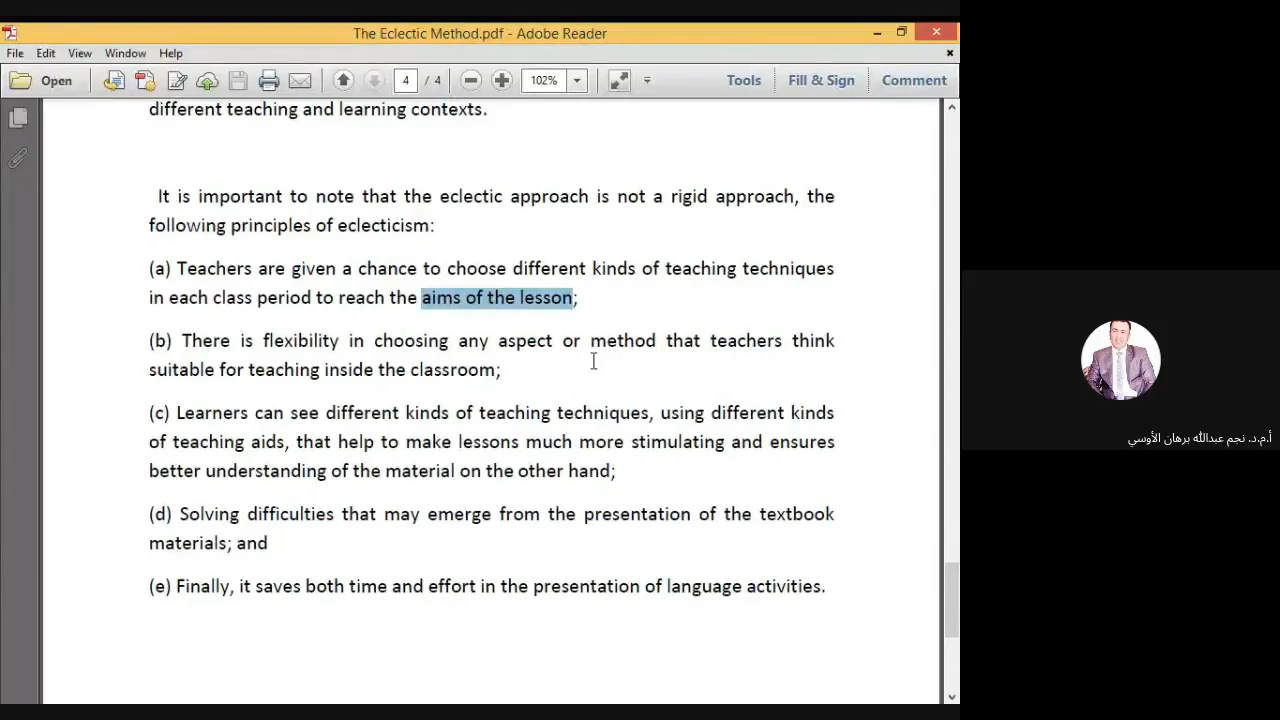 The Eclectic Method.pdf - Adobe Reader
File Edit View Window Help
Open 4 / 4 102% Tools Fill & Sign Comment
different teaching and learning contexts.
It is important to note that the eclectic approach is not a rigid approach, the
following principles of eclecticism:
(a) Teachers are given a chance to choose different kinds of teaching techniques
in each class period to reach the aims of the lesson;
(b) There is flexibility in choosing any aspect or method that teachers think
suitable for teaching inside the classroom;
(c) Learners can see different kinds of teaching techniques, using different kinds
of teaching aids, that help to make lessons much more stimulating and ensures
better understanding of the material on the other hand;
(d) Solving difficulties that may emerge from the presentation of the textbook
materials; and
(e) Finally, it saves both time and effort in the presentation of language activities.
أ.م.د. نجم عبدالله برهان الأوسي